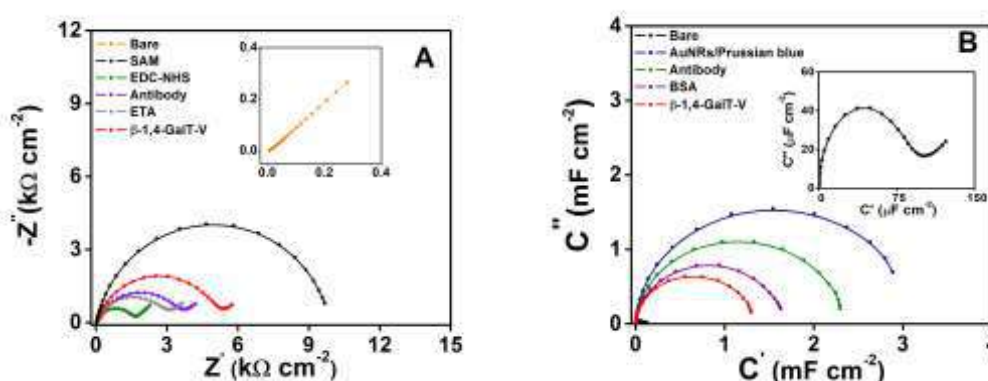 12
9
6
3
0
-Z'' (kΩ cm⁻²)
Bare
SAM
EDC-NHS
Antibody
ETA
β-1,4-GalT-V
0.4
0.2
0.0
0.0 0.2 0.4
A
0 3 6 9 12 15
Z' (kΩ cm⁻²)
4
3
2
1
0
C'' (mF cm⁻²)
Bare
AuNRs/Prussian blue
Antibody
BSA
β-1,4-GalT-V
B
60
40
20
0
C'' (μF cm⁻²)
0 75 150
C' (μF cm⁻²)
0 1 2 3
C' (mF cm⁻²)